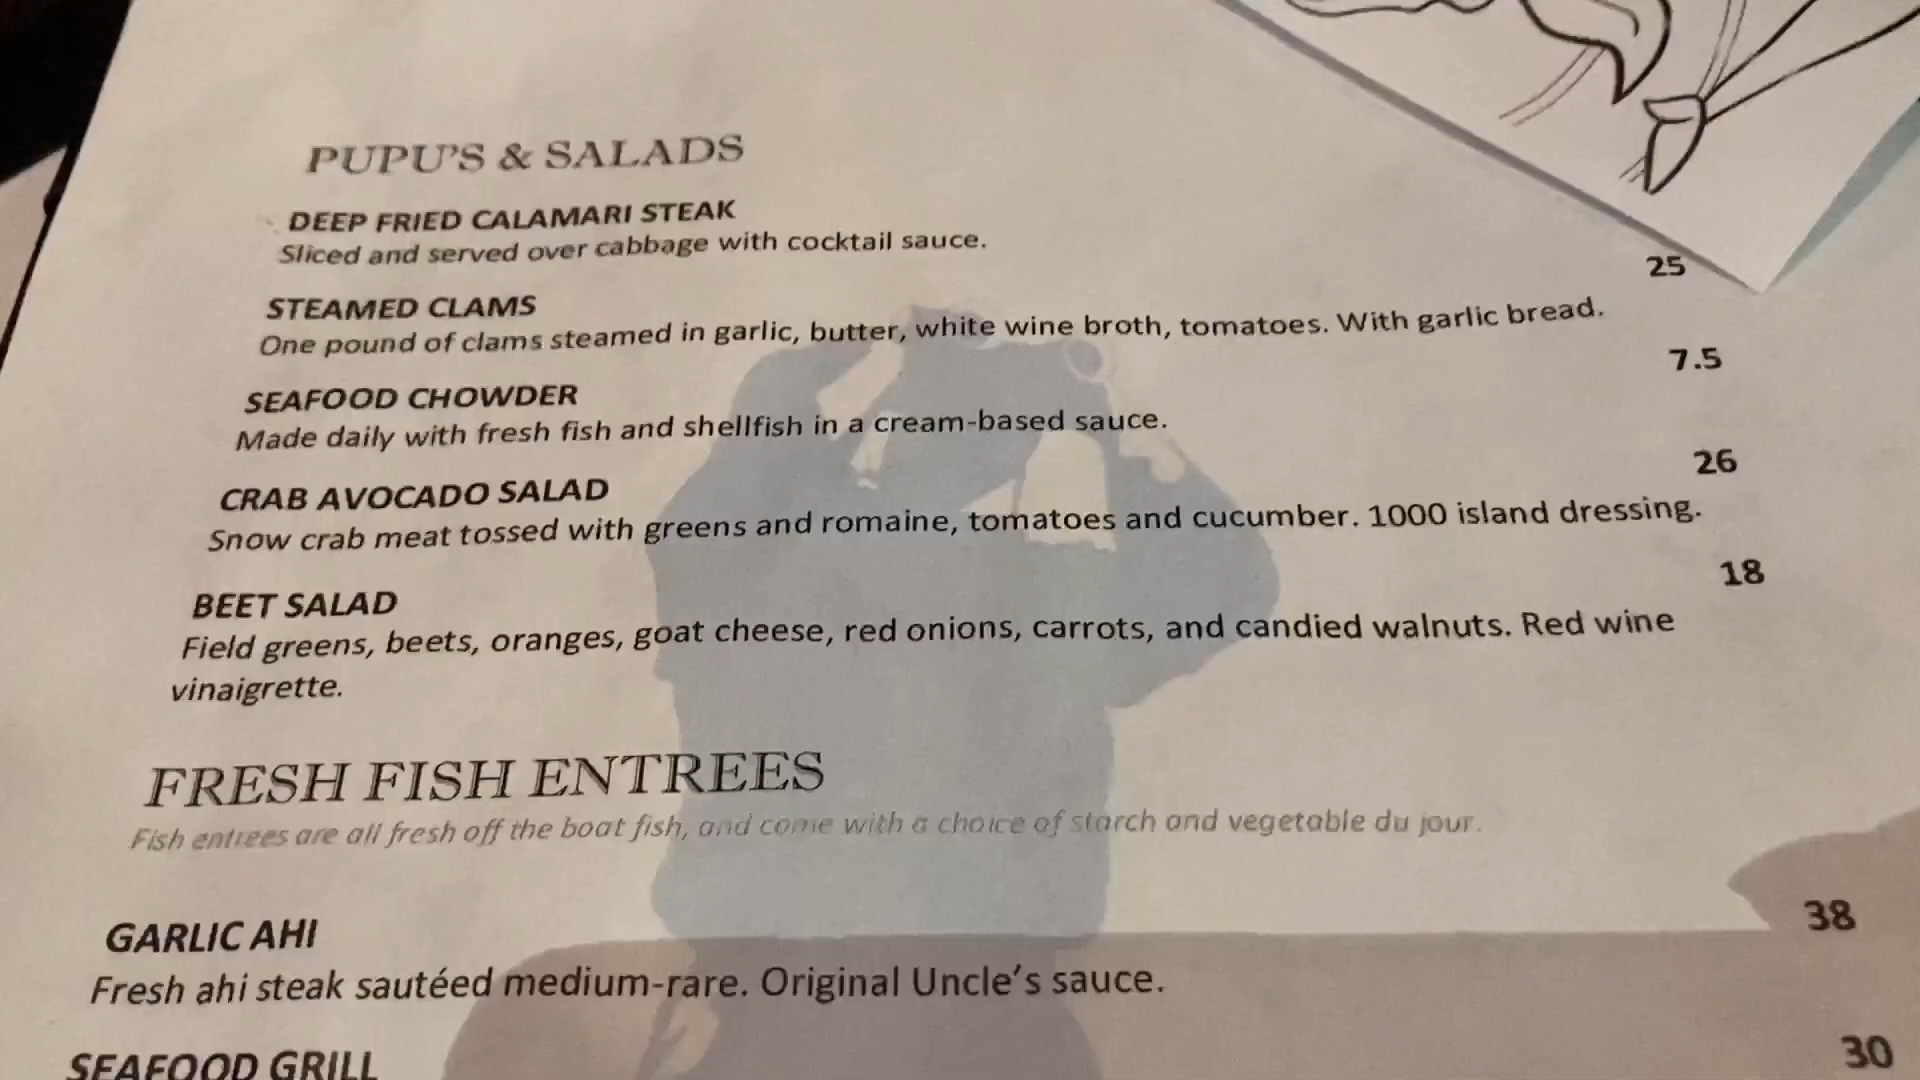 PUPU'S & SALADS
DEEP FRIED CALAMARI STEAK
Sliced and served over cabbage with cocktail sauce.
STEAMED CLAMS 25
One pound of clams steamed in garlic, butter, white wine broth, tomatoes. With garlic bread.
SEAFOOD CHOWDER 7.5
Made daily with fresh fish and shellfish in a cream-based sauce.
CRAB AVOCADO SALAD 26
Snow crab meat tossed with greens and romaine, tomatoes and cucumber. 1000 island dressing.
BEET SALAD 18
Field greens, beets, oranges, goat cheese, red onions, carrots, and candied walnuts. Red wine
vinaigrette.
FRESH FISH ENTREES
Fish entrees are all fresh off the boat fish, and come with a choice of starch and vegetable du jour.
GARLIC AHI 38
Fresh ahi steak sautéed medium-rare. Original Uncle's sauce.
SEAFOOD GRILL 30